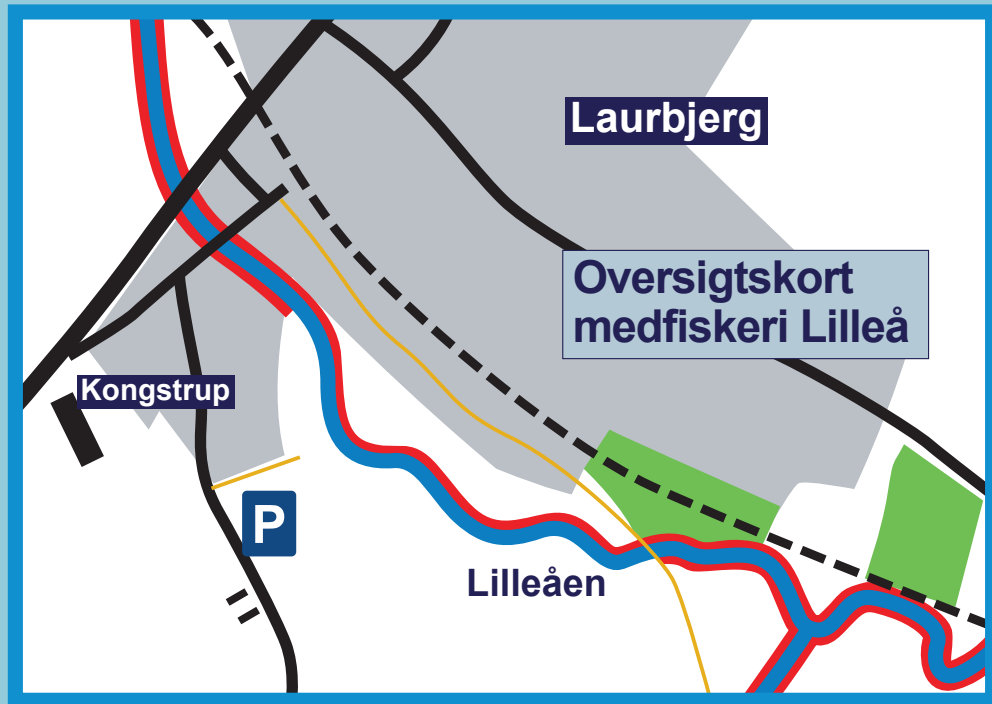 Laurbjerg
Oversigtskort
medfiskeri Lilleå
Kongstrup
P
Lilleåen